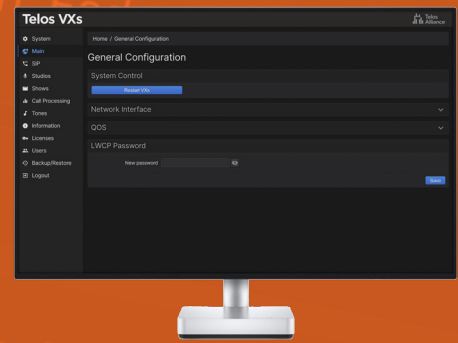 Telos VXs
Telos
Alliance
System
Main
SIP
Studios
Shows
Call Processing
Tones
Information
Licenses
Users
Backup/Restore
Logout
Home / General Configuration
General Configuration
System Control
Restart VXs
Network Interface
QOS
LWCP Password
New password
Save